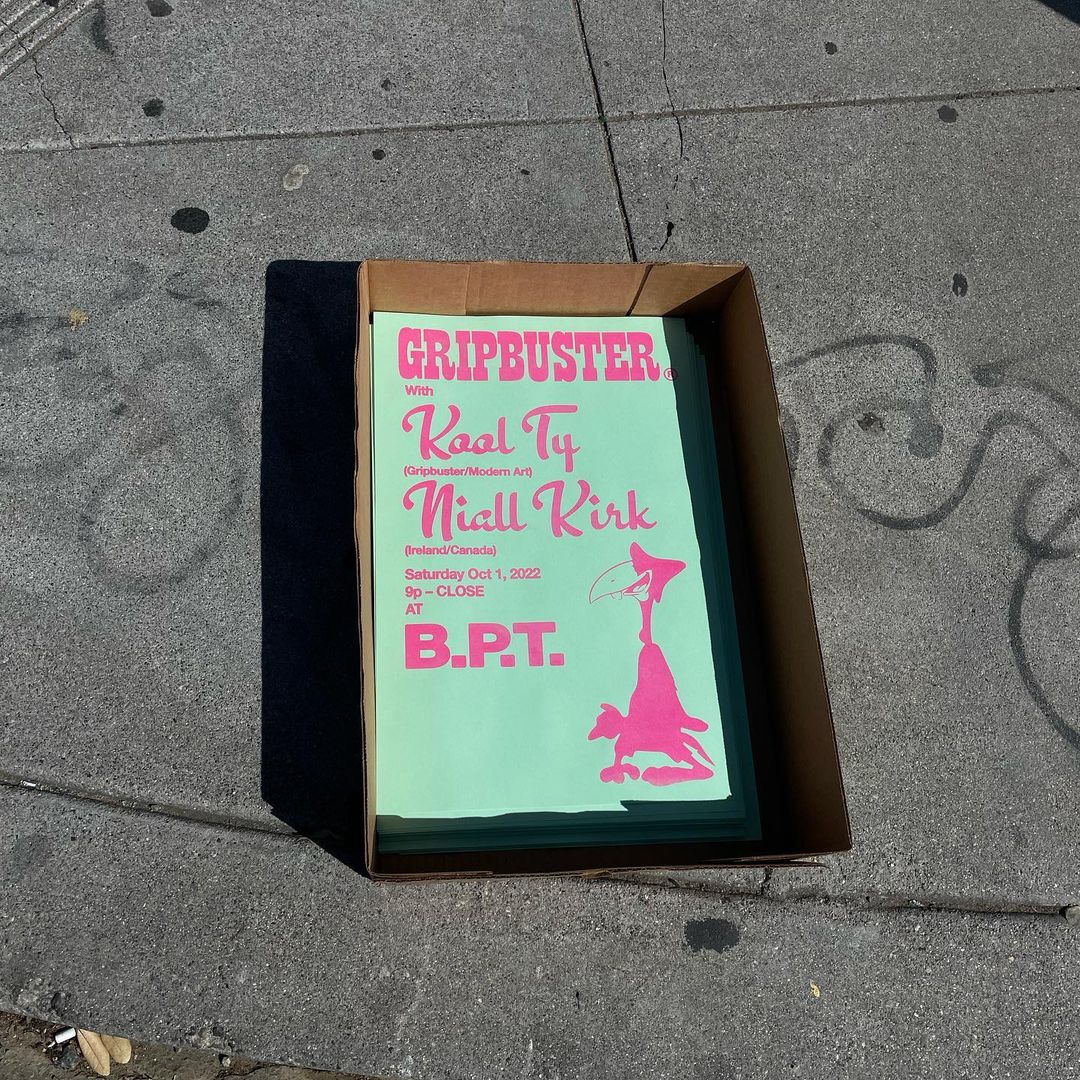 GRIPBUSTER®
With
Kool Ty
(Gripbuster/Modern Art)
Niall Kirk
(Ireland/Canada)
Saturday Oct 1, 2022
9p – CLOSE
AT
B.P.T.